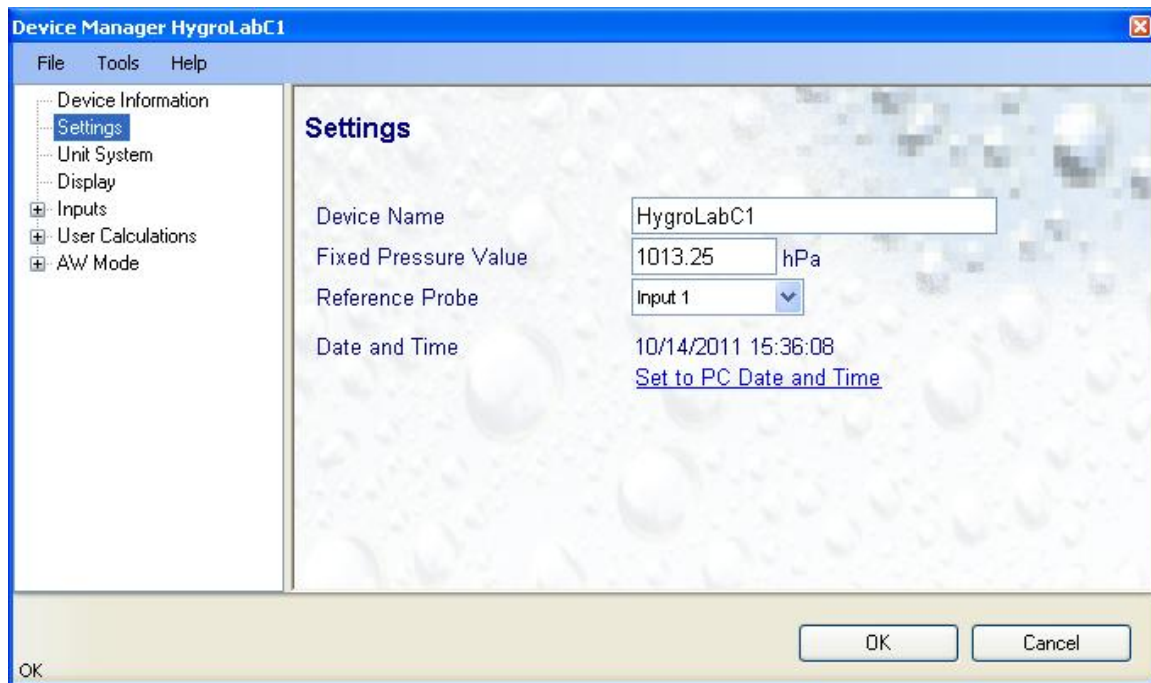 Device Manager HygroLabC1
File Tools Help
Device Information
Settings
Unit System
Display
Inputs
User Calculations
AW Mode
Settings
Device Name HygroLabC1
Fixed Pressure Value 1013.25 hPa
Reference Probe Input 1
Date and Time 10/14/2011 15:36:08
Set to PC Date and Time
OK Cancel
OK